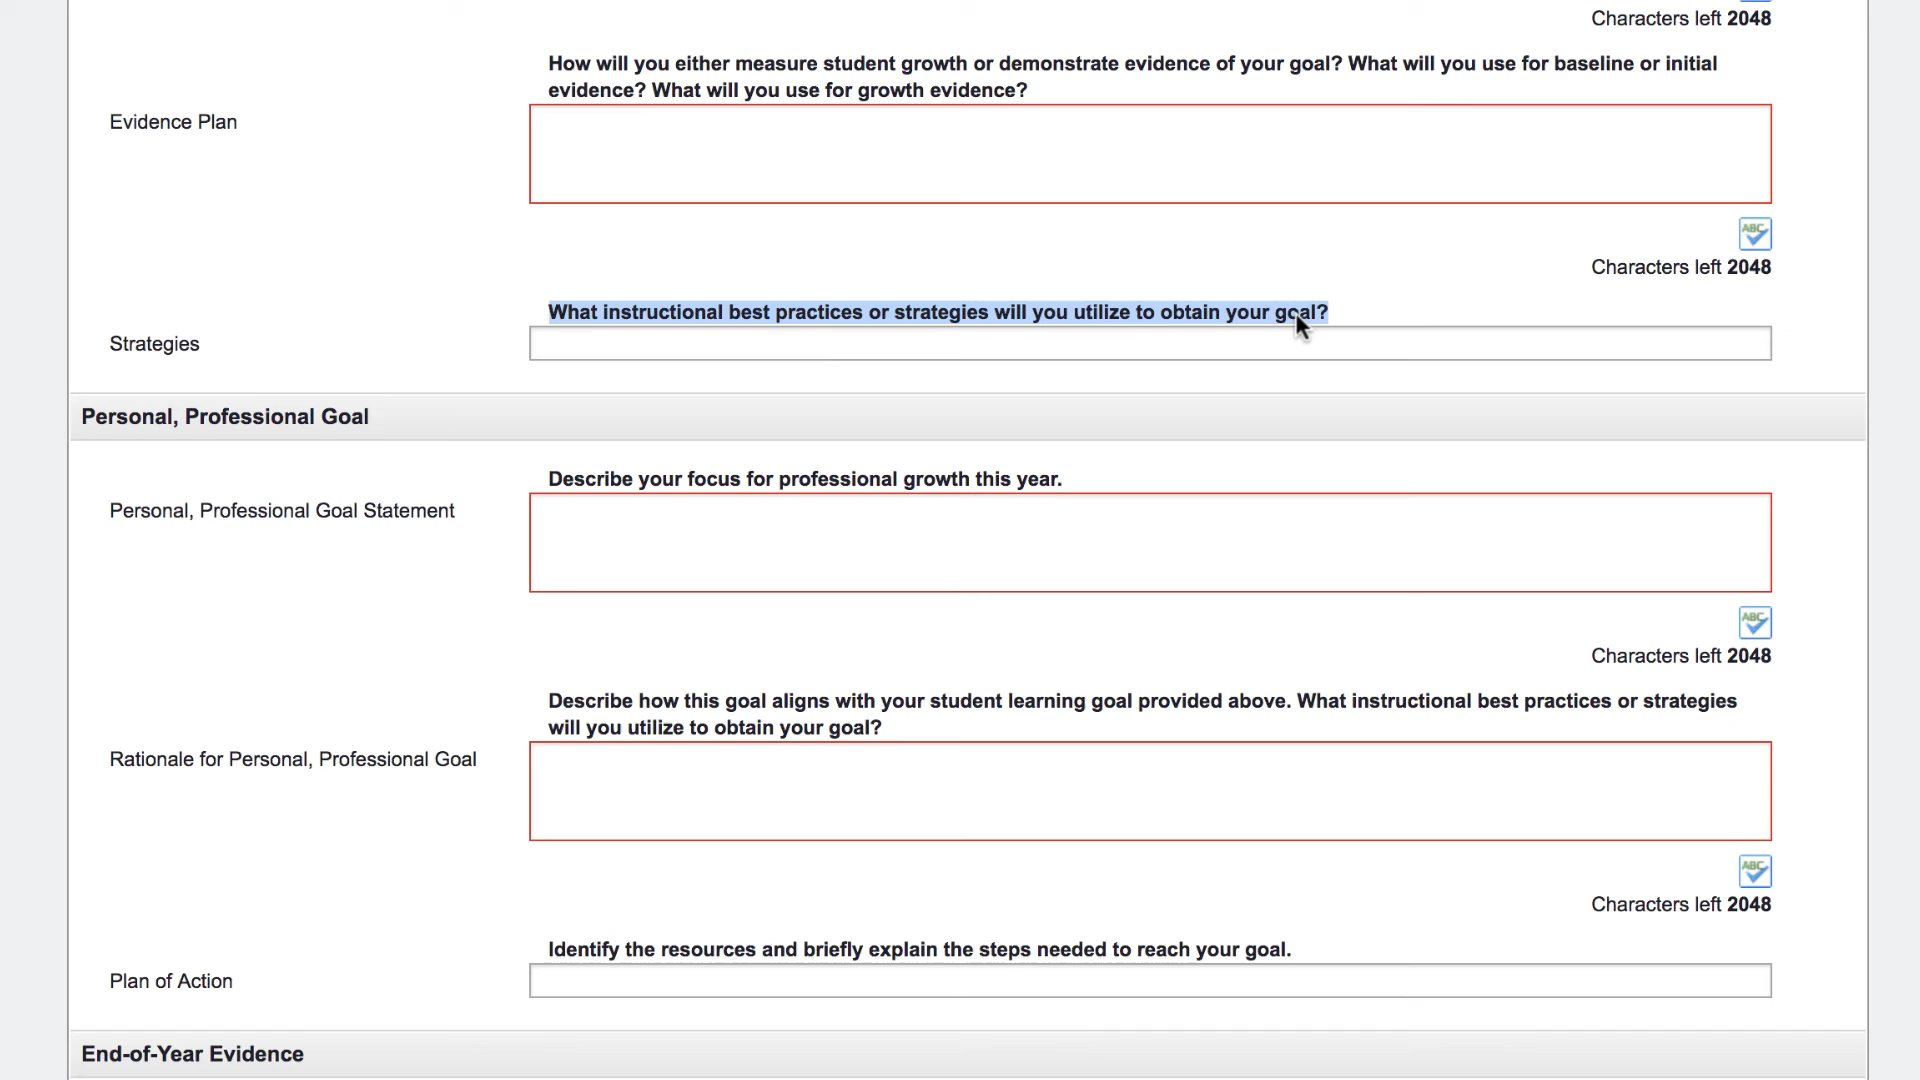 Characters left 2048
How will you either measure student growth or demonstrate evidence of your goal? What will you use for baseline or initial
evidence? What will you use for growth evidence?
Evidence Plan
ABC
Characters left 2048
What instructional best practices or strategies will you utilize to obtain your goal?
Strategies
Personal, Professional Goal
Describe your focus for professional growth this year.
Personal, Professional Goal Statement
ABC
Characters left 2048
Describe how this goal aligns with your student learning goal provided above. What instructional best practices or strategies
will you utilize to obtain your goal?
Rationale for Personal, Professional Goal
ABC
Characters left 2048
Identify the resources and briefly explain the steps needed to reach your goal.
Plan of Action
End-of-Year Evidence